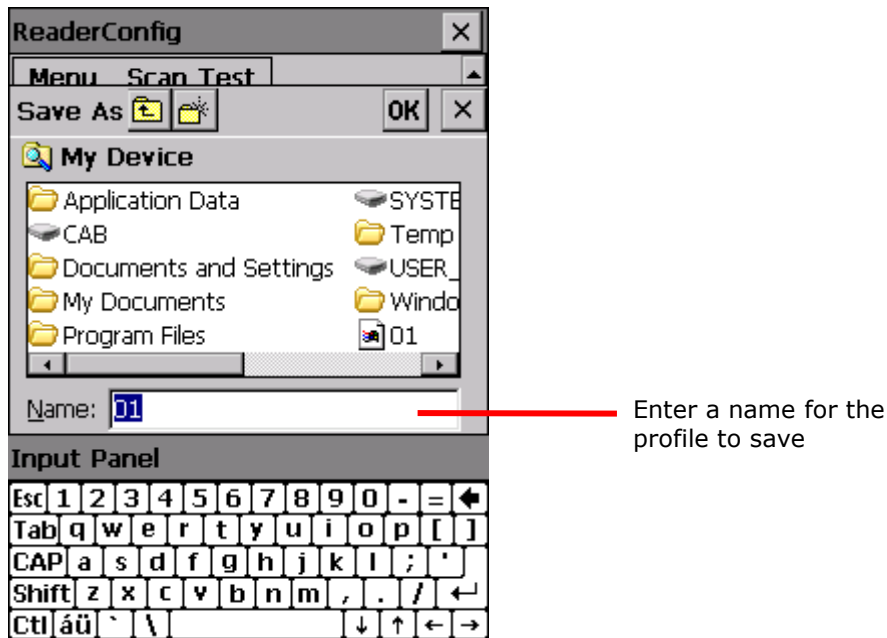 ReaderConfig
Menu Scan Test
Save As OK
My Device
Application Data SYSTE
CAB Temp
Documents and Settings USER_
My Documents Windo
Program Files 01
Name: 01
Enter a name for the
profile to save
Input Panel
Esc 1 2 3 4 5 6 7 8 9 0 - =
Tab q w e r t y u i o p [ ]
CAP a s d f g h j k l ; '
Shift z x c v b n m , . /
Ctl áü ` \